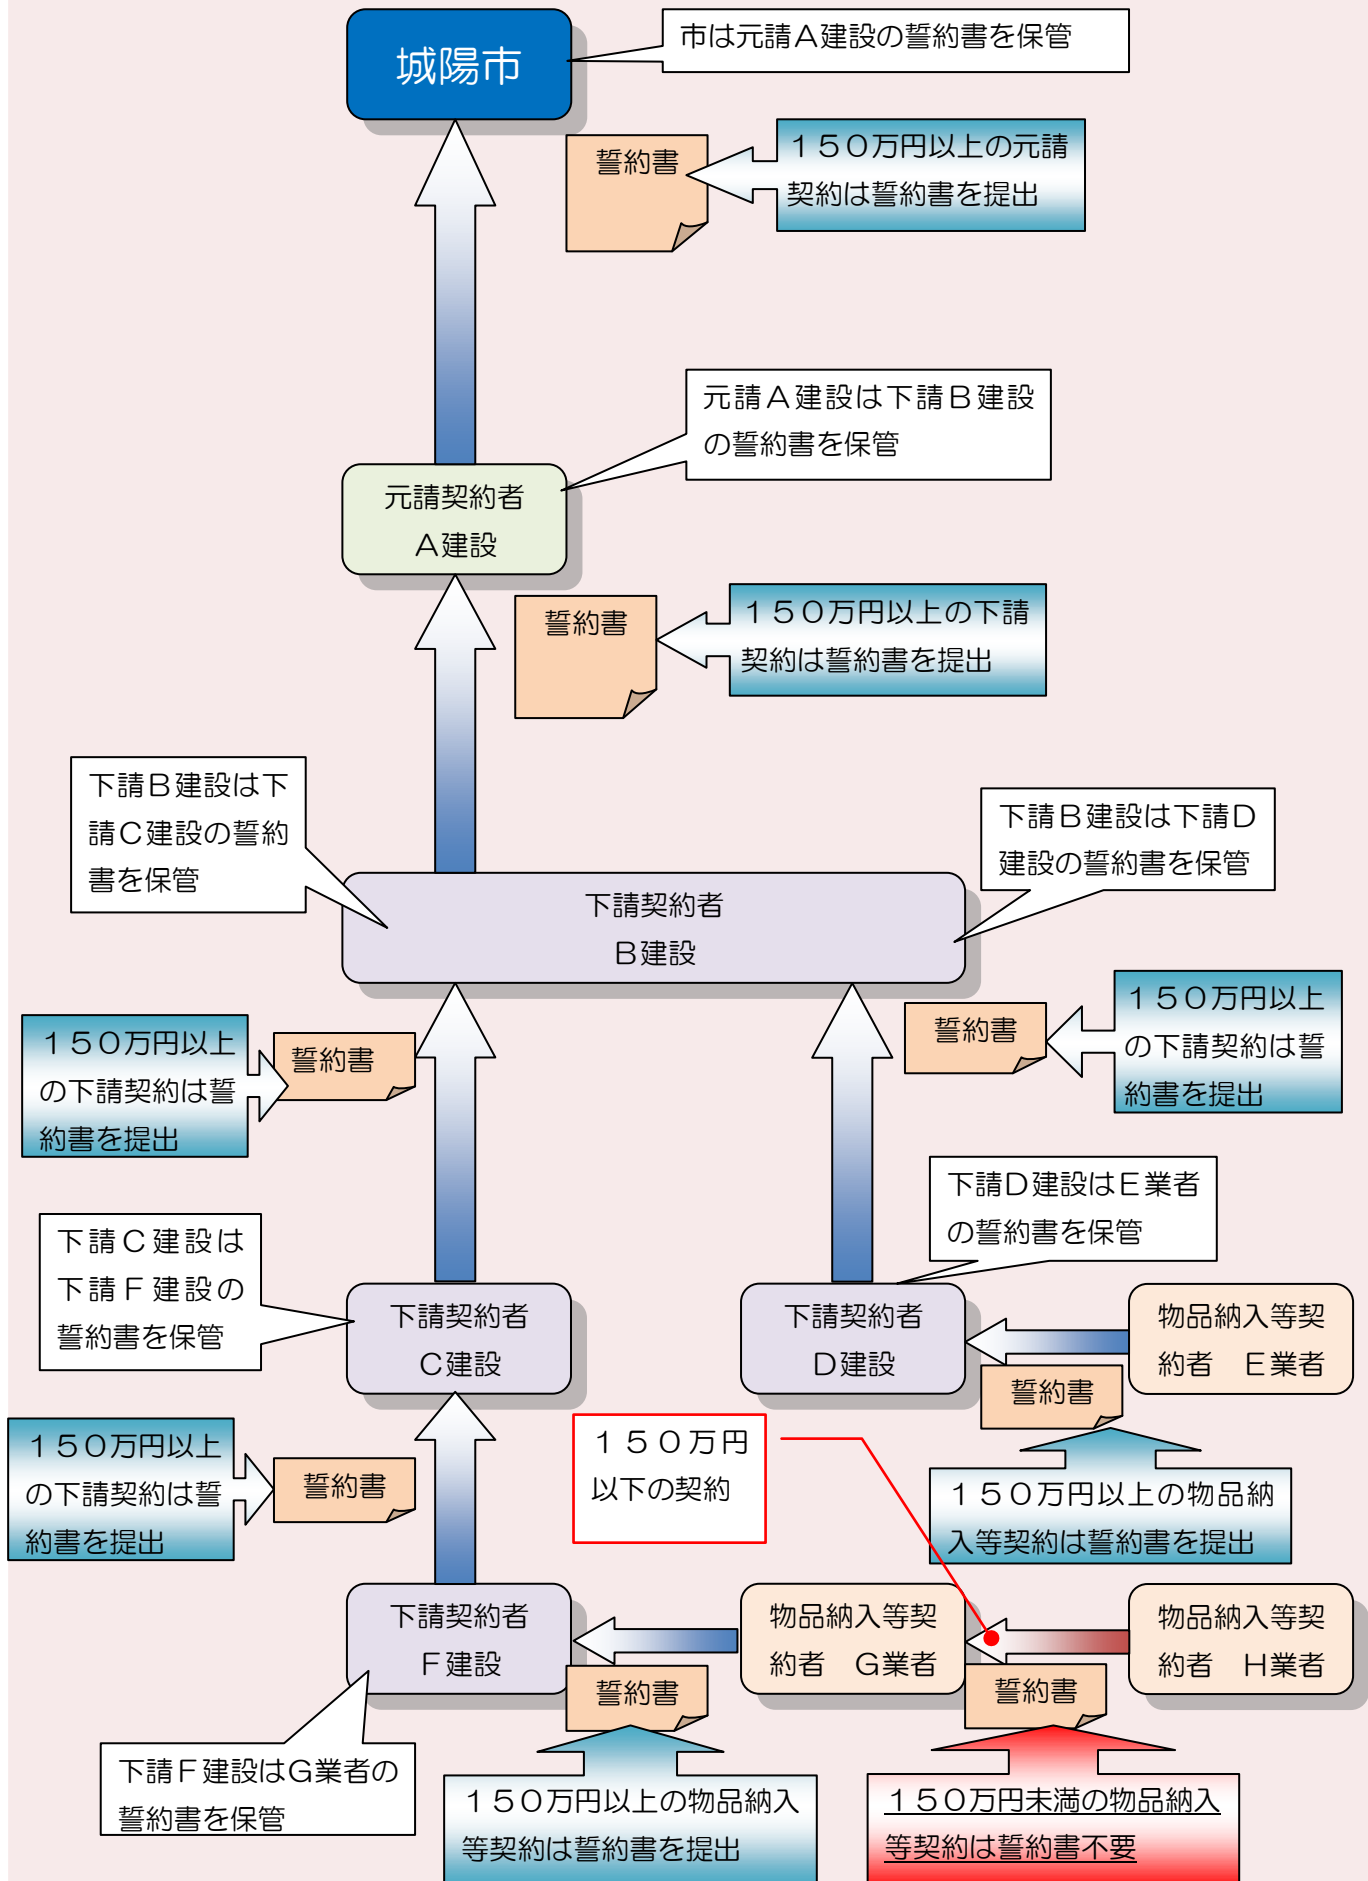 城陽市
市は元請Ａ建設の誓約書を保管
誓約書
１５０万円以上の元請
契約は誓約書を提出
元請Ａ建設は下請Ｂ建設
の誓約書を保管
元請契約者
Ａ建設
誓約書
１５０万円以上の下請
契約は誓約書を提出
下請Ｂ建設は下
請Ｃ建設の誓約
書を保管
下請Ｂ建設は下請Ｄ
建設の誓約書を保管
下請契約者
Ｂ建設
１５０万円以上
の下請契約は誓
約書を提出
誓約書
誓約書
１５０万円以上
の下請契約は誓
約書を提出
下請Ｃ建設は
下請Ｆ建設の
誓約書を保管
下請Ｄ建設はＥ業者
の誓約書を保管
下請契約者
Ｃ建設
下請契約者
Ｄ建設
物品納入等契
約者　Ｅ業者
誓約書
１５０万円以上
の下請契約は誓
約書を提出
誓約書
１５０万円
以下の契約
１５０万円以上の物品納
入等契約は誓約書を提出
下請契約者
Ｆ建設
物品納入等契
約者　Ｇ業者
物品納入等契
約者　Ｈ業者
誓約書
誓約書
下請Ｆ建設はＧ業者の
誓約書を保管
１５０万円以上の物品納入
等契約は誓約書を提出
１５０万円未満の物品納入
等契約は誓約書不要